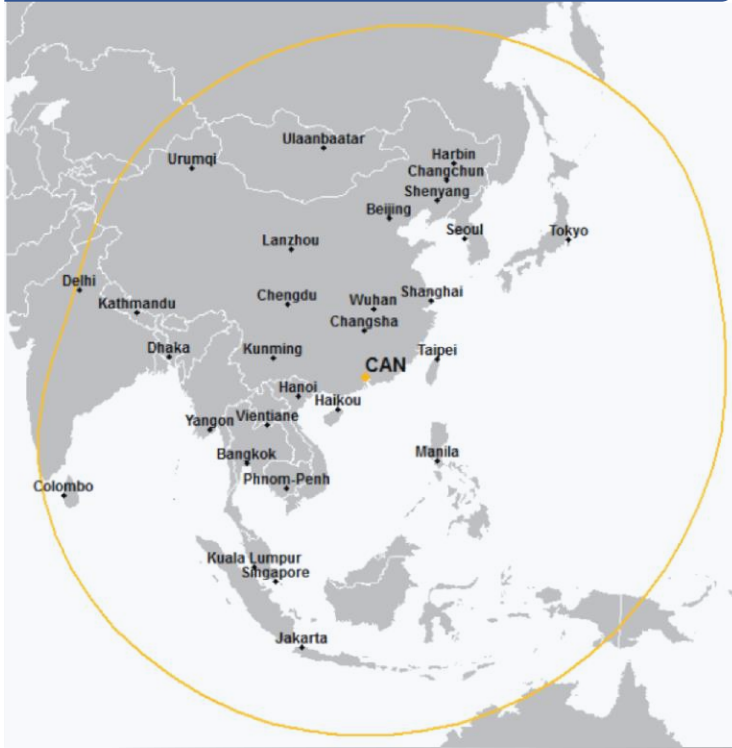 Ulaanbaatar
Urumqi
Harbin
Changchun
Shenyang
Beijing
Seoul
Tokyo
Lanzhou
Delhi
Kathmandu
Chengdu
Wuhan
Shanghai
Changsha
Dhaka
Kunming
Taipei
CAN
Hanoi
Haikou
Yangon
Vientiane
Bangkok
Manila
Phnom-Penh
Colombo
Kuala Lumpur
Singapore
Jakarta